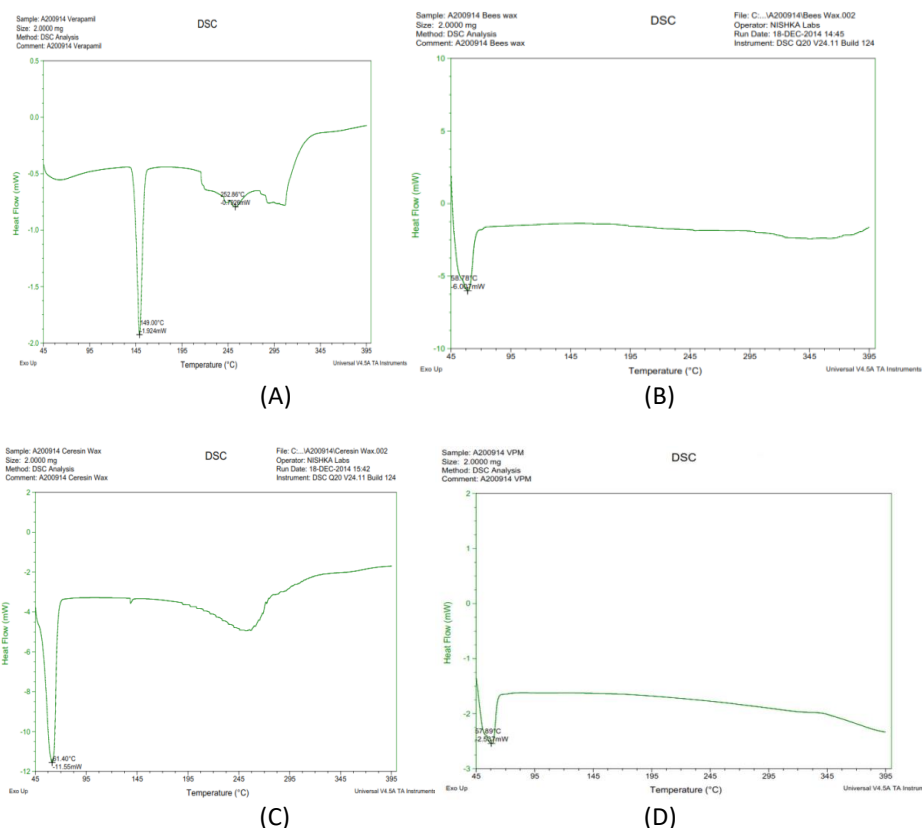 Sample: A200914 Verapamil
Size: 2.0000 mg
Method: DSC Analysis
Comment: A200914 Verapamil
DSC
0.5
0.0
-0.5
-1.0
-1.5
-2.0
Heat Flow (mW)
252.86°C
149.00°C
-1.924mW
45 95 145 195 245 295 345 395
Exo Up
Temperature (°C)
Universal V4.5A TA Instruments
(A)
Sample: A200914 Bees wax
Size: 2.0000 mg
Method: DSC Analysis
Comment: A200914 Bees wax
DSC
File: C:...\A200914\Bees Wax.002
Operator: NISHKA Labs
Run Date: 18-DEC-2014 14:45
Instrument: DSC Q20 V24.11 Build 124
10
5
0
-5
-10
Heat Flow (mW)
58.78°C
45 95 145 195 245 295 345 395
Exo Up
Temperature (°C)
Universal V4.5A TA Instruments
(B)
Sample: A200914 Ceresin Wax
Size: 2.0000 mg
Method: DSC Analysis
Comment: A200914 Ceresin Wax
DSC
File: C:...\A200914\Ceresin Wax.002
Operator: NISHKA Labs
Run Date: 18-DEC-2014 15:42
Instrument: DSC Q20 V24.11 Build 124
2
0
-2
-4
-6
-8
-10
-12
Heat Flow (mW)
61.40°C
-11.55mW
45 95 145 195 245 295 345 395
Exo Up
Temperature (°C)
Universal V4.5A TA Instruments
(C)
Sample: A200914 VPM
Size: 2.0000 mg
Method: DSC Analysis
Comment: A200914 VPM
DSC
2
1
0
-1
-2
-3
Heat Flow (mW)
57.89°C
45 95 145 195 245 295 345 395
Exo Up
Temperature (°C)
Universal V4.5A TA Instrum
(D)